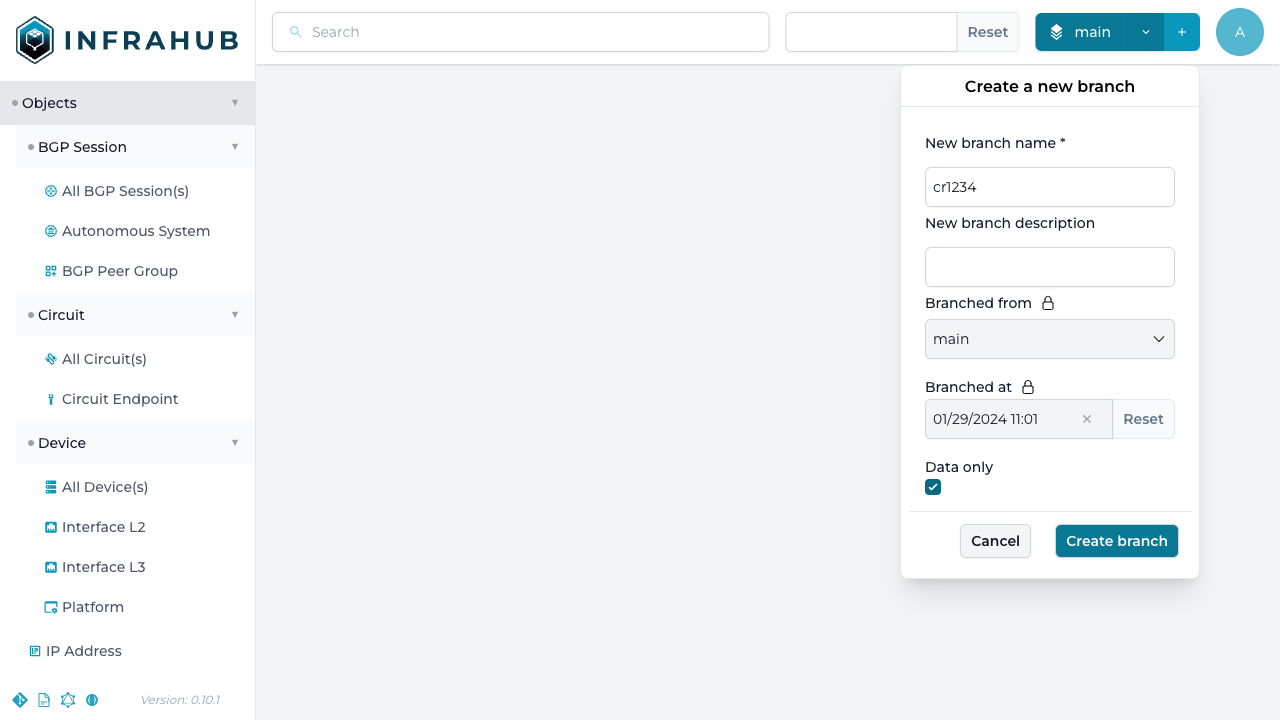 INFRAHUB
Search
Reset
main
+
A
Objects
BGP Session
All BGP Session(s)
Autonomous System
BGP Peer Group
Circuit
All Circuit(s)
Circuit Endpoint
Device
All Device(s)
Interface L2
Interface L3
Platform
IP Address
Version: 0.10.1
Create a new branch
New branch name *
cr1234
New branch description
Branched from
main
Branched at
01/29/2024 11:01
Reset
Data only
Cancel
Create branch